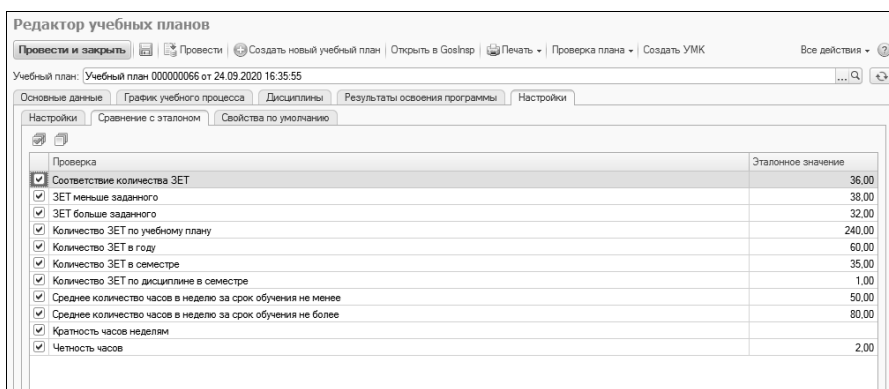 Редактор учебных планов
Провести и закрыть Провести Создать новый учебный план Открыть в GosInsp Печать Проверка плана Создать УМК Все действия
Учебный план: Учебный план 000000066 от 24.09.2020 16:35:55 ...
Основные данные График учебного процесса Дисциплины Результаты освоения программы Настройки
Настройки Сравнение с эталоном Свойства по умолчанию
Проверка Эталонное значение
Соответствие количества ЗЕТ 36,00
ЗЕТ меньше заданного 38,00
ЗЕТ больше заданного 32,00
Количество ЗЕТ по учебному плану 240,00
Количество ЗЕТ в году 60,00
Количество ЗЕТ в семестре 35,00
Количество ЗЕТ по дисциплине в семестре 1,00
Среднее количество часов в неделю за срок обучения не менее 50,00
Среднее количество часов в неделю за срок обучения не более 80,00
Кратность часов неделям
Четность часов 2,00